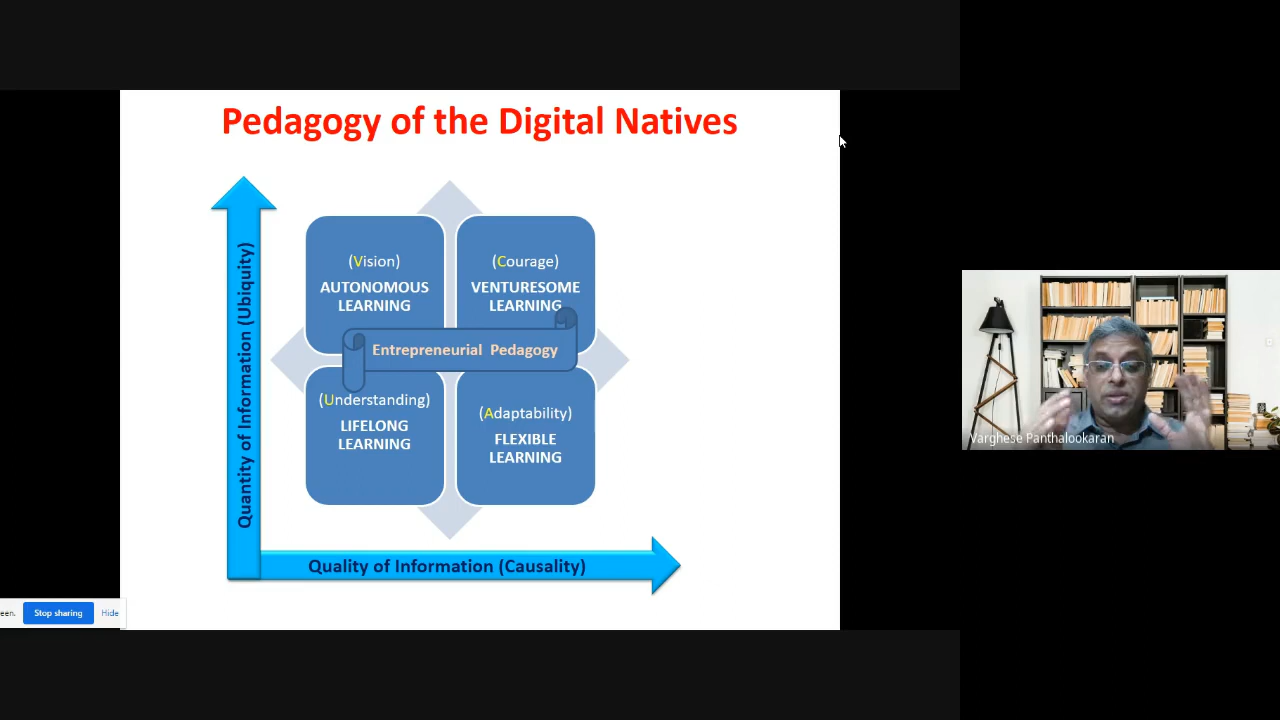 Pedagogy of the Digital Natives
Quantity of Information (Ubiquity)
(Vision)
AUTONOMOUS
LEARNING
(Courage)
VENTURESOME
LEARNING
Entrepreneurial Pedagogy
(Understanding)
LIFELONG
LEARNING
(Adaptability)
FLEXIBLE
LEARNING
Quality of Information (Causality)
een.
Stop sharing
Hide
Varghese Panthalookaran